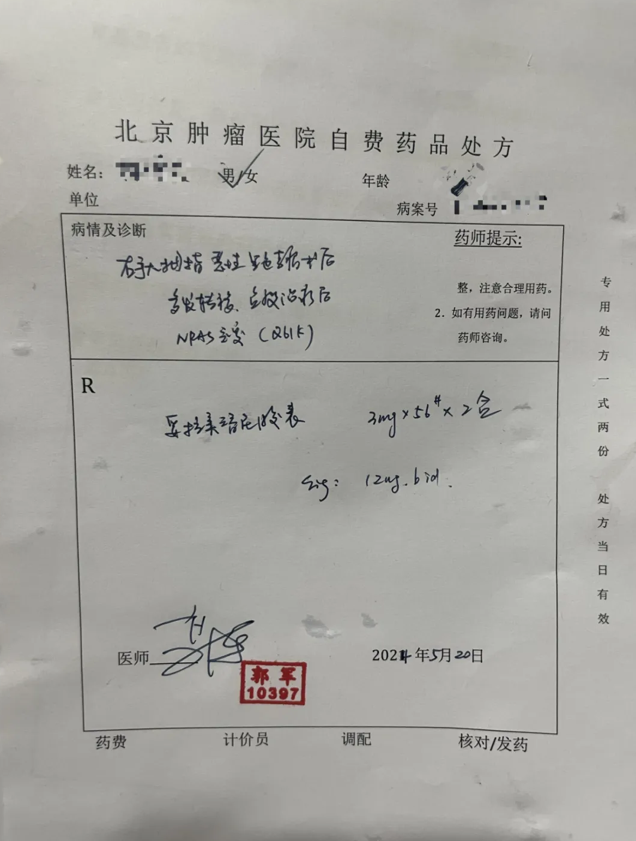 北京肿瘤医院自费药品处方
姓名: 男/女 年龄
单位 病案号
病情及诊断 药师提示:
右手大拇指恶性黑色素瘤术后
多发转移、多线治疗后
NRAS突变(Q61K)
整,注意合理用药。
2. 如有用药问题,请问
药师咨询。
R
妥拉美替尼胶囊 3mg×56#×2盒
sig: 12mg. bid.
医师
郭军
10397
2024年5月20日
药费 计价员 调配 核对/发药
专用处方一式两份 处方当日有效